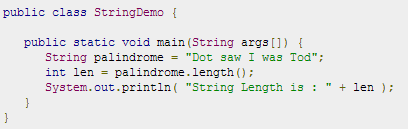 public class StringDemo {
public static void main(String args[]) {
String palindrome = "Dot saw I was Tod";
int len = palindrome.length();
System.out.println( "String Length is : " + len );
}
}